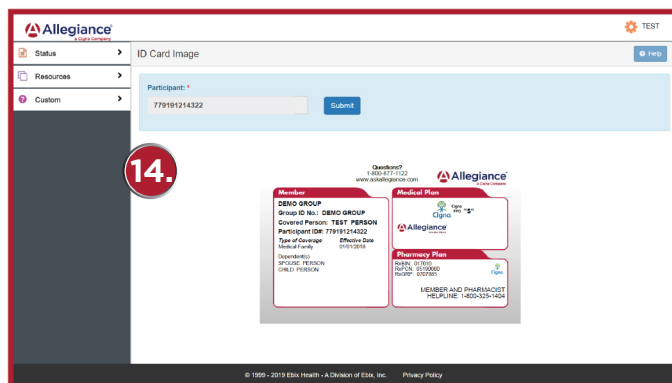 Allegiance
a Cigna Company
TEST
Status
Resources
Custom
ID Card Image
Help
Participant: *
779191214322
Submit
14.
Questions?
1-800-877-1122
www.askallegiance.com
Allegiance
a Cigna Company
Member
DEMO GROUP
Group ID No.: DEMO GROUP
Covered Person: TEST PERSON
Participant ID#: 779191214322
Type of Coverage Effective Date
Medical Family 01/01/2018
Dependent(s)
SPOUSE PERSON
CHILD PERSON
Medical Plan
Cigna
"S"
Allegiance
Pharmacy Plan
RxBIN: 017010
RxPCN: 05190000
RxGRP: 0707585
Cigna
MEMBER AND PHARMACIST
HELPLINE: 1-800-325-1404
© 1999 - 2019 Ebix Health - A Division of Ebix, Inc. Privacy Policy